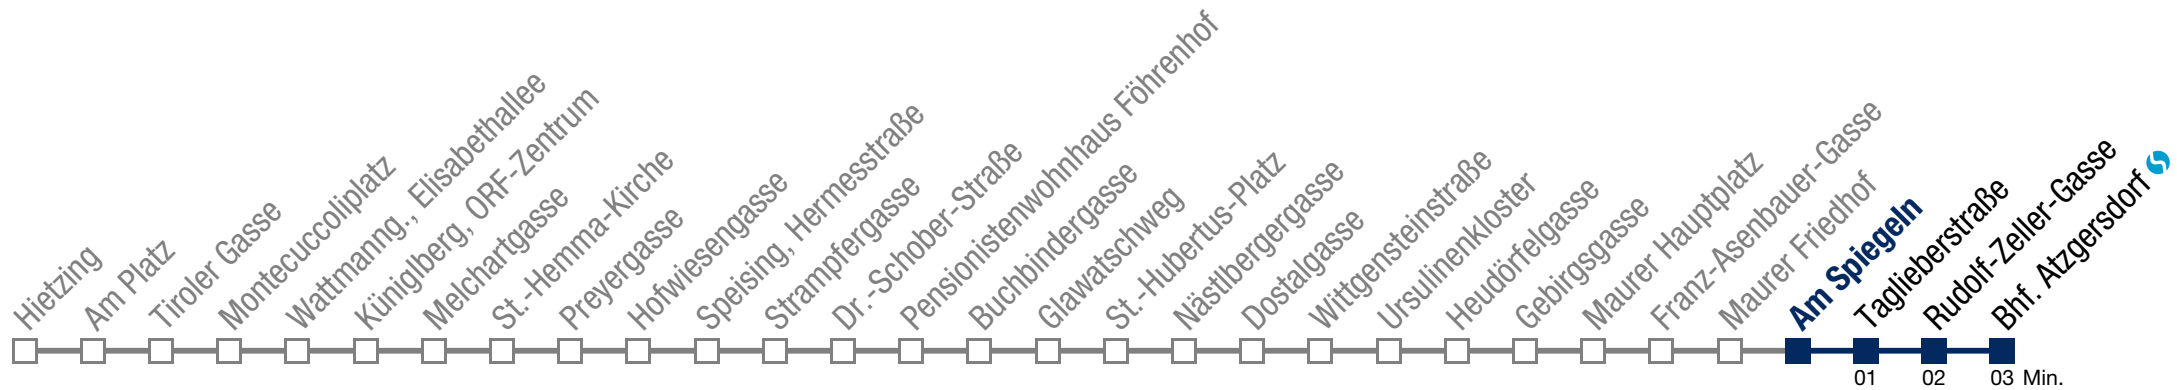 Hietzing
Am Platz
Tiroler Gasse
Montecuccoliplatz
Wattmanng., Elisabethallee
Küniglberg, ORF-Zentrum
Melchartgasse
St.-Hemma-Kirche
Preyergasse
Hofwiesengasse
Speising, Hermesstraße
Strampfergasse
Dr.-Schober-Straße
Pensionistenwohnhaus Föhrenhof
Buchbindergasse
Glawatschweg
St.-Hubertus-Platz
Nästlbergergasse
Dostalgasse
Wittgensteinstraße
Ursulinenkloster
Heudörfelgasse
Gebirgsgasse
Maurer Hauptplatz
Franz-Asenbauer-Gasse
Maurer Friedhof
Am Spiegeln
Taglieberstraße
Rudolf-Zeller-Gasse
Bhf. Atzgersdorf
01 02 03 Min.